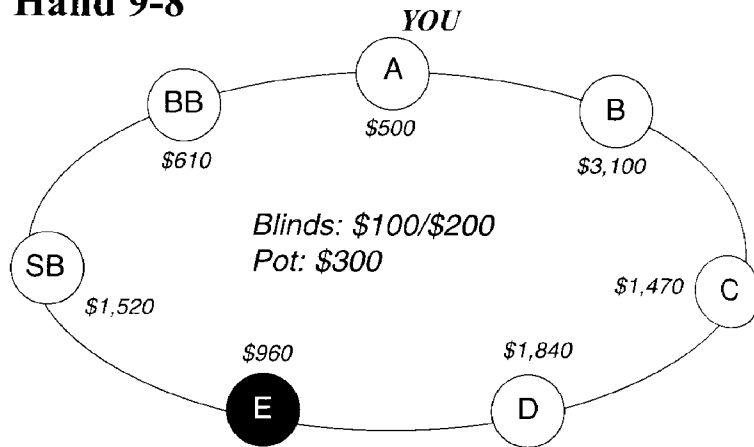 Hand 9-8
YOU
A
$500
BB
$610
B
$3,100
Blinds: $100/$200
Pot: $300
SB
$1,520
$1,470
C
$960
E
$1,840
D